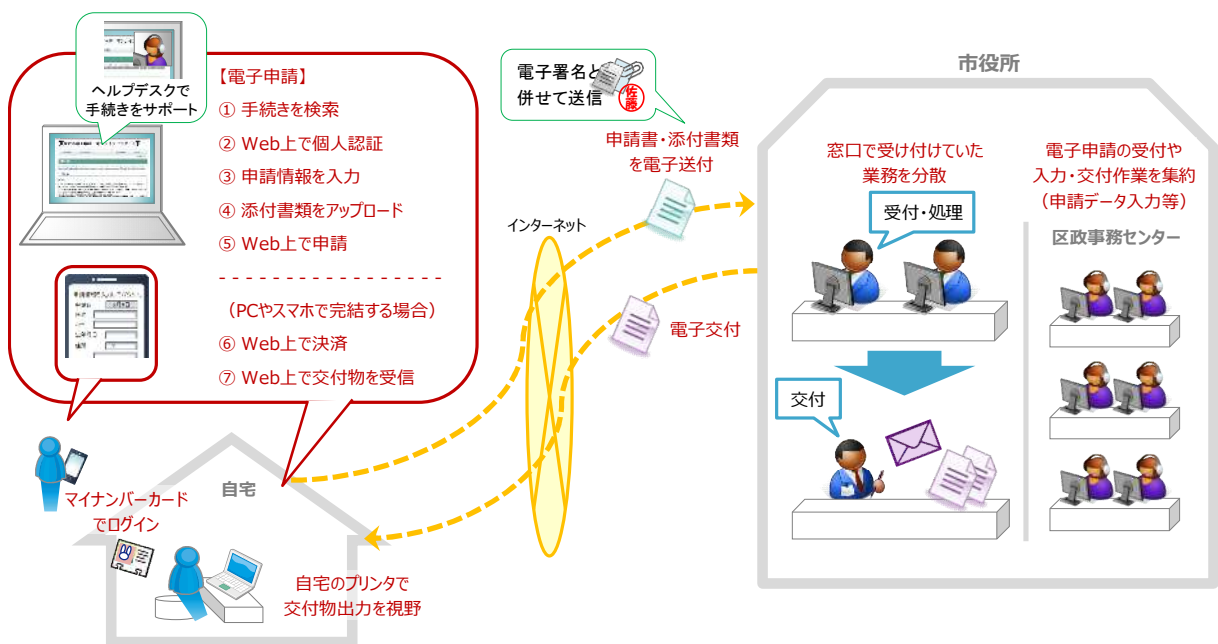 ヘルプデスクで
手続きをサポート
【電子申請】
① 手続きを検索
② Web上で個人認証
③ 申請情報を入力
④ 添付書類をアップロード
⑤ Web上で申請
（PCやスマホで完結する場合）
⑥ Web上で決済
⑦ Web上で交付物を受信
マイナンバーカード
でログイン
自宅
自宅のプリンタで
交付物出力を視野
電子署名と
併せて送信
佐藤
申請書・添付書類
を電子送付
インターネット
電子交付
市役所
窓口で受け付けていた
業務を分散
受付・処理
交付
電子申請の受付や
入力・交付作業を集約
（申請データ入力等）
区政事務センター